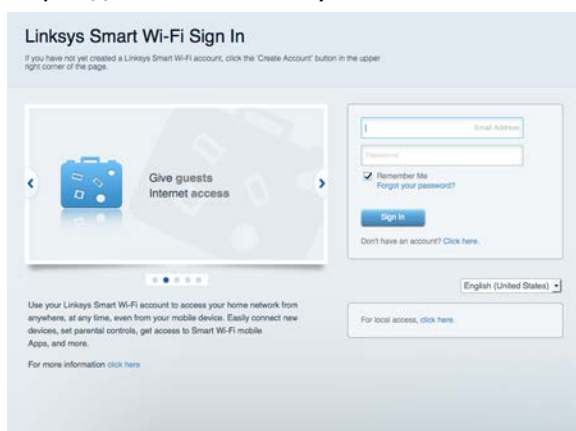 Linksys Smart Wi-Fi Sign In
If you have not yet created a Linksys Smart Wi-Fi account, click the 'Create Account' button in the upper
right corner of the page.
Give guests
Internet access
Email Address
Password
Remember Me
Forgot your password?
Sign In
Don't have an account? Click here.
English (United States)
Use your Linksys Smart Wi-Fi account to access your home network from
anywhere, at any time, even from your mobile device. Easily connect new
devices, set parental controls, get access to Smart Wi-Fi mobile
Apps, and more.
For local access, click here.
For more information click here